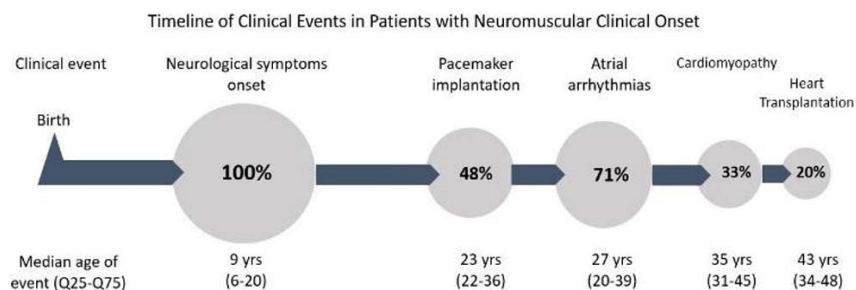 Timeline of Clinical Events in Patients with Neuromuscular Clinical Onset
Clinical event
Neurological symptoms
onset
Pacemaker
implantation
Atrial
arrhythmias
Cardiomyopathy
Heart
Transplantation
Birth
100%
48%
71%
33%
20%
Median age of
event (Q25-Q75)
9 yrs
(6-20)
23 yrs
(22-36)
27 yrs
(20-39)
35 yrs
(31-45)
43 yrs
(34-48)